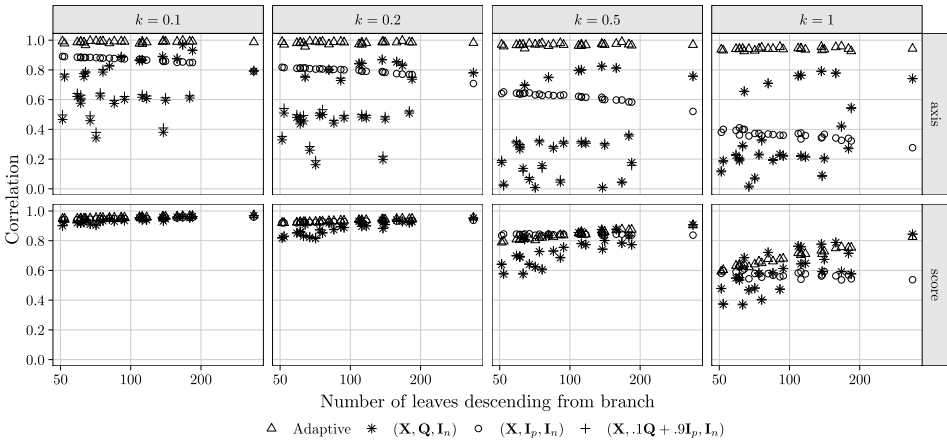 k = 0.1
k = 0.2
k = 0.5
k = 1
1.0
0.8
0.6
0.4
0.2
0.0
axis
Correlation
1.0
0.8
0.6
0.4
0.2
0.0
score
50 100 200
50 100 200
50 100 200
50 100 200
Number of leaves descending from branch
Adaptive (X, Q, Iₙ) (X, Iₚ, Iₙ) (X, .1Q + .9Iₚ, Iₙ)